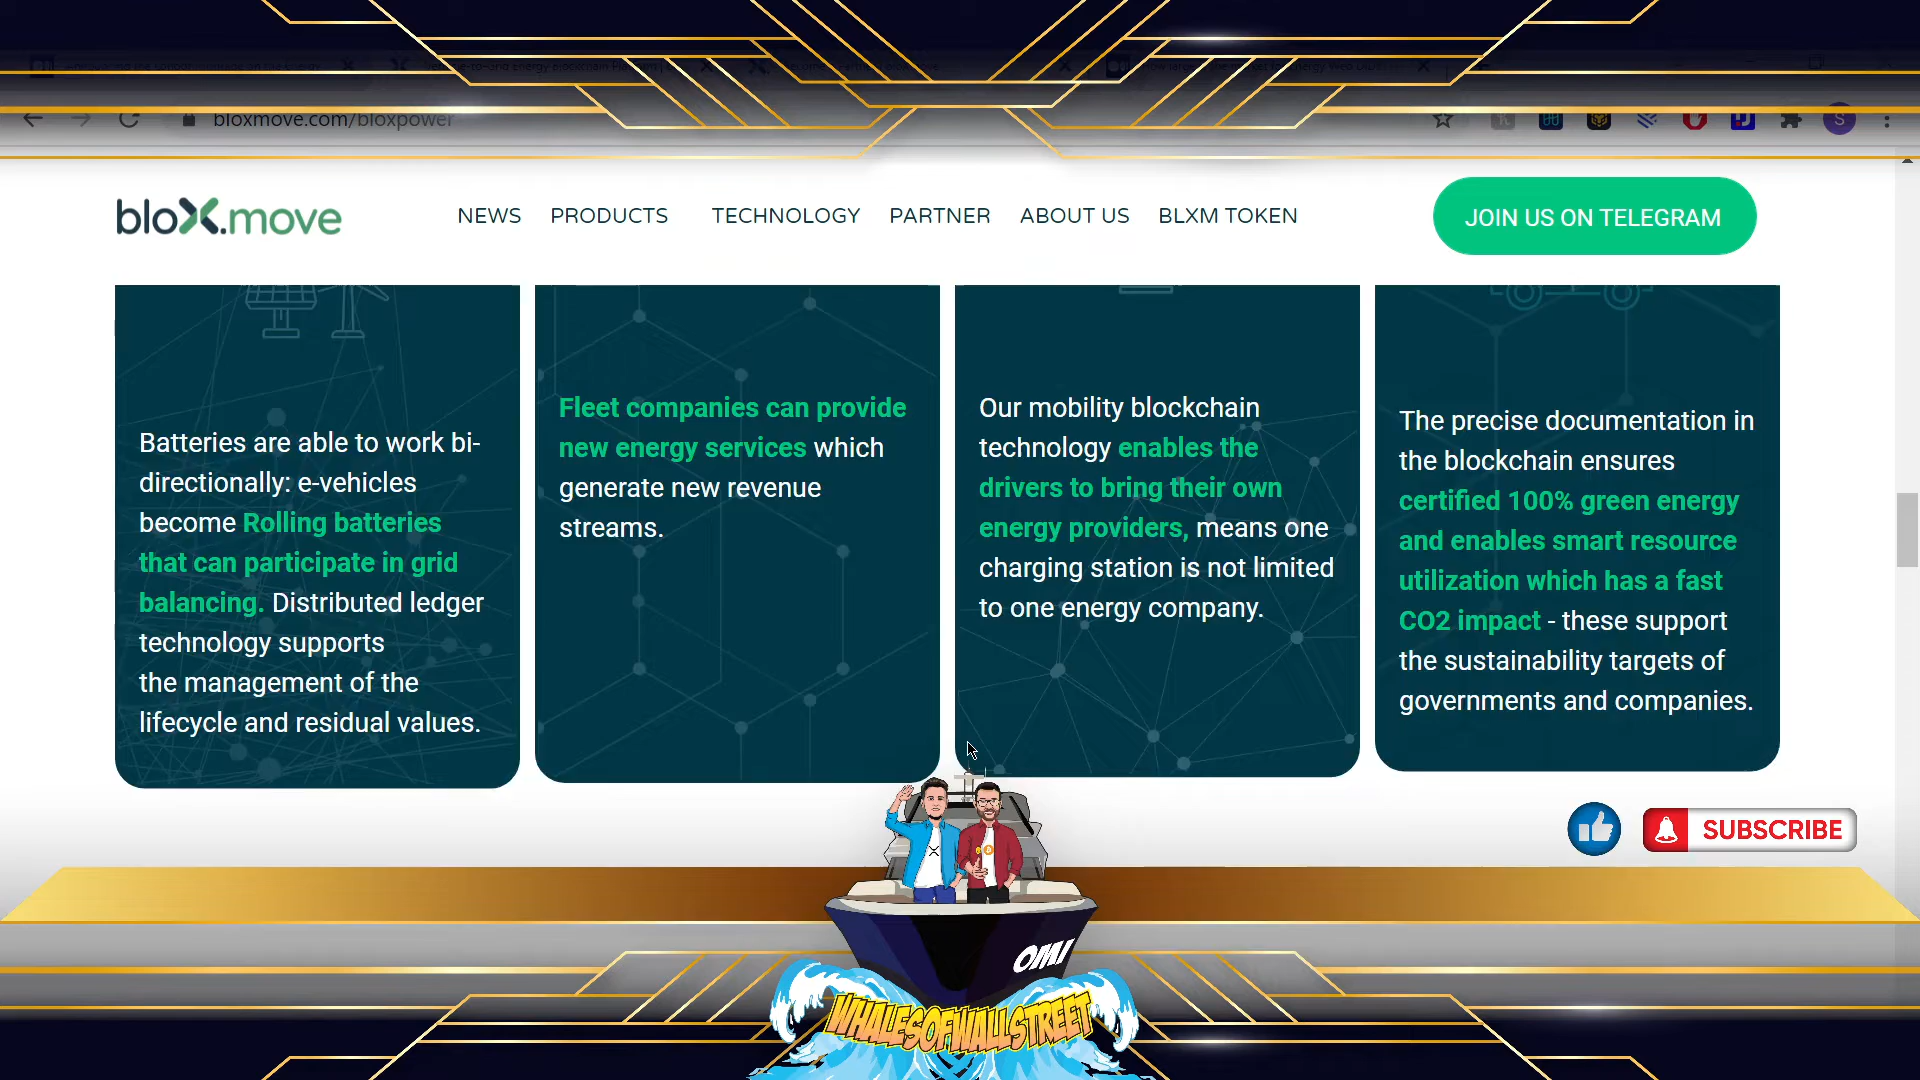 bloxmove.com/bloxpower
S
bloX.move
NEWS PRODUCTS TECHNOLOGY PARTNER ABOUT US BLXM TOKEN
JOIN US ON TELEGRAM
Batteries are able to work bi-
directionally: e-vehicles
become Rolling batteries
that can participate in grid
balancing. Distributed ledger
technology supports
the management of the
lifecycle and residual values.
Fleet companies can provide
new energy services which
generate new revenue
streams.
Our mobility blockchain
technology enables the
drivers to bring their own
energy providers, means one
charging station is not limited
to one energy company.
The precise documentation in
the blockchain ensures
certified 100% green energy
and enables smart resource
utilization which has a fast
CO2 impact - these support
the sustainability targets of
governments and companies.
SUBSCRIBE
OMI
WHALESOFWALLSTREET